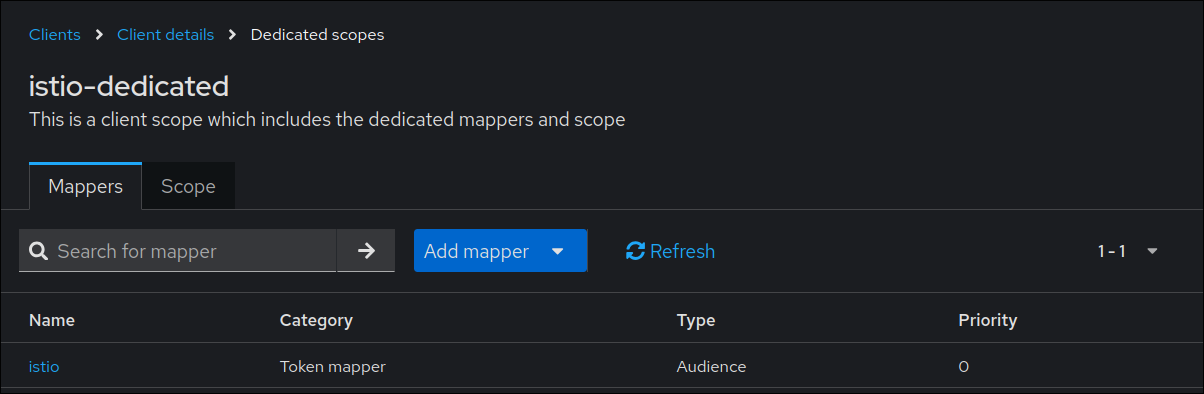 Clients > Client details > Dedicated scopes
istio-dedicated
This is a client scope which includes the dedicated mappers and scope
Mappers Scope
Search for mapper Add mapper Refresh 1 - 1
Name Category Type Priority
istio Token mapper Audience 0